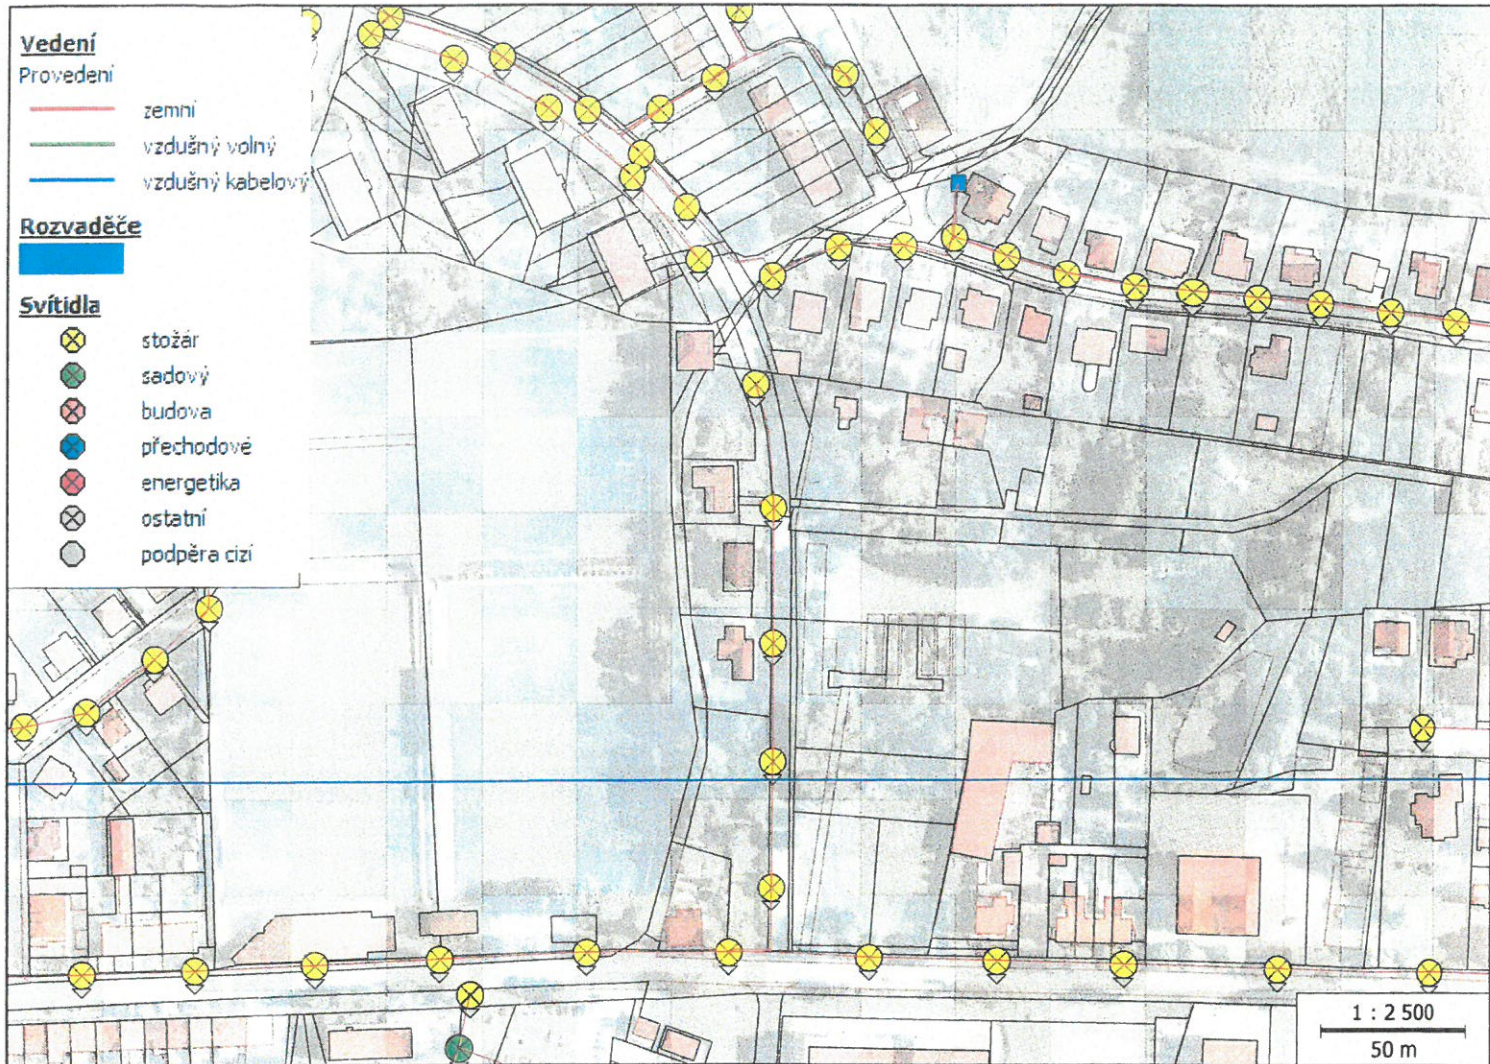 Vedení
Provedení
zemní
vzdušný volný
vzdušný kabelový
Rozvaděče
Svítidla
stožár
sadový
budova
přechodové
energetika
ostatní
podpěra cizí
1 : 2 500
50 m